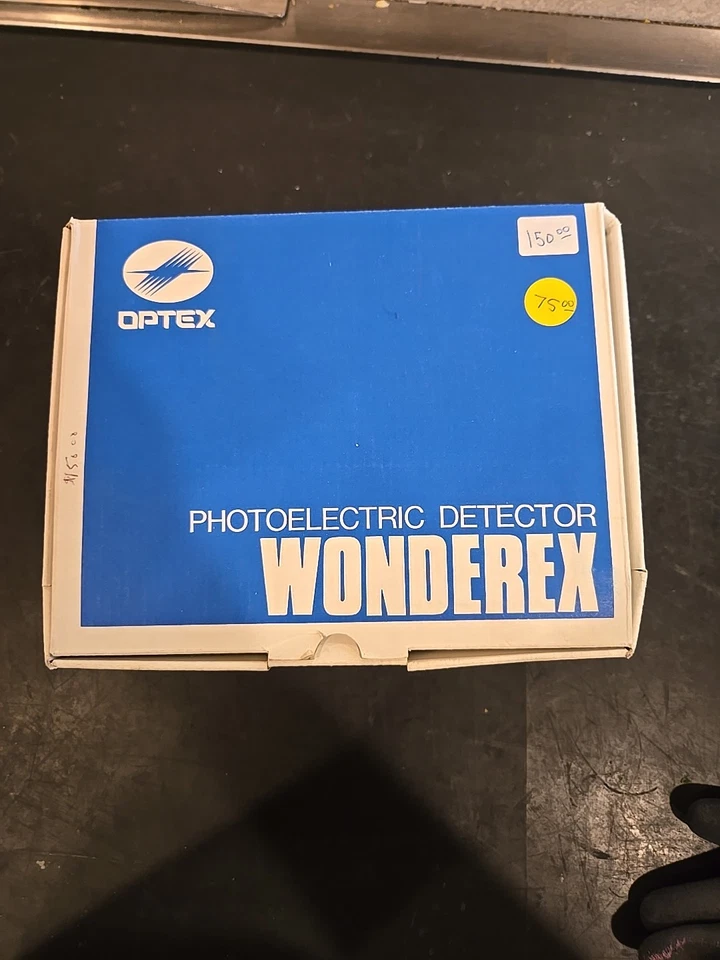 150.00
OPTEX
75.00
PHOTOELECTRIC DETECTOR
WONDEREX